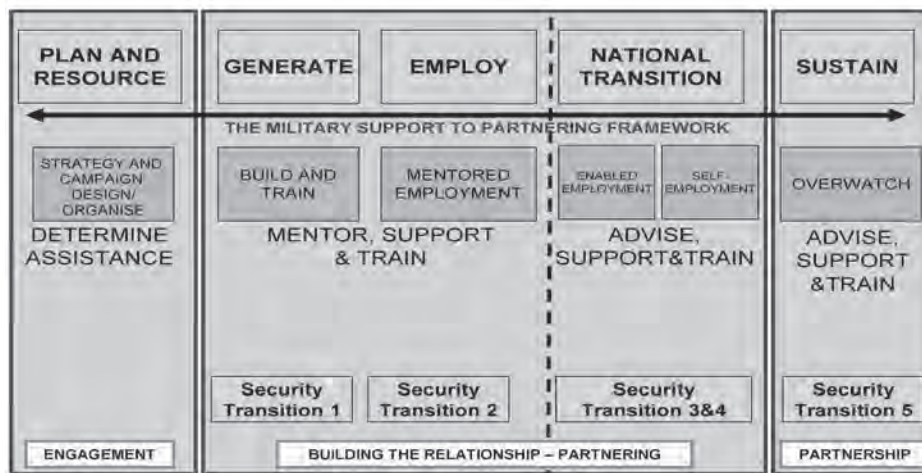 PLAN AND
RESOURCE
GENERATE
EMPLOY
NATIONAL
TRANSITION
SUSTAIN
THE MILITARY SUPPORT TO PARTNERING FRAMEWORK
STRATEGY AND
CAMPAIGN
DESIGN/
ORGANISE
BUILD AND
TRAIN
MENTORED
EMPLOYMENT
ENABLED
EMPLOYMENT
SELF-
EMPLOYMENT
OVERWATCH
DETERMINE
ASSISTANCE
MENTOR, SUPPORT
& TRAIN
ADVISE,
SUPPORT&TRAIN
ADVISE,
SUPPORT
&TRAIN
Security
Transition 1
Security
Transition 2
Security
Transition 3&4
Security
Transition 5
ENGAGEMENT
BUILDING THE RELATIONSHIP – PARTNERING
PARTNERSHIP